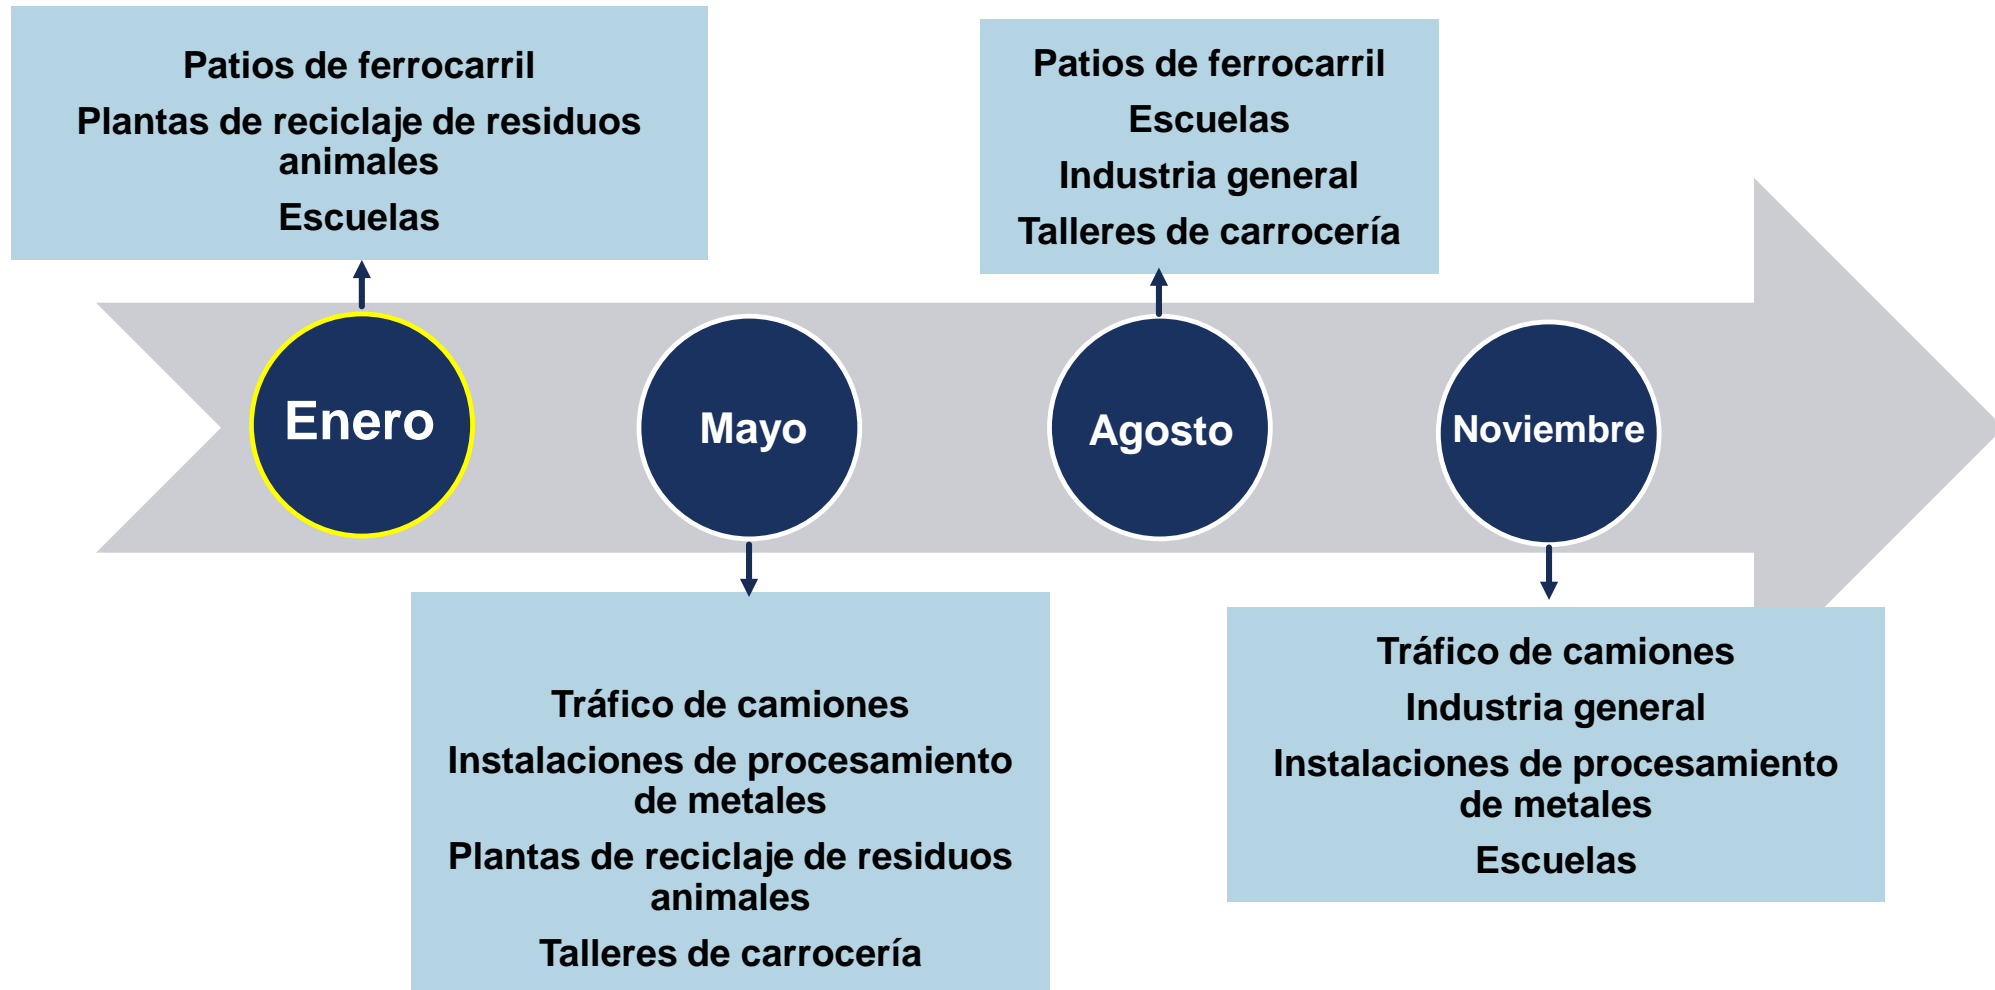 Patios de ferrocarril
Plantas de reciclaje de residuos
animales
Escuelas
Patios de ferrocarril
Escuelas
Industria general
Talleres de carrocería
Enero
Mayo
Agosto
Noviembre
Tráfico de camiones
Instalaciones de procesamiento
de metales
Plantas de reciclaje de residuos
animales
Talleres de carrocería
Tráfico de camiones
Industria general
Instalaciones de procesamiento
de metales
Escuelas